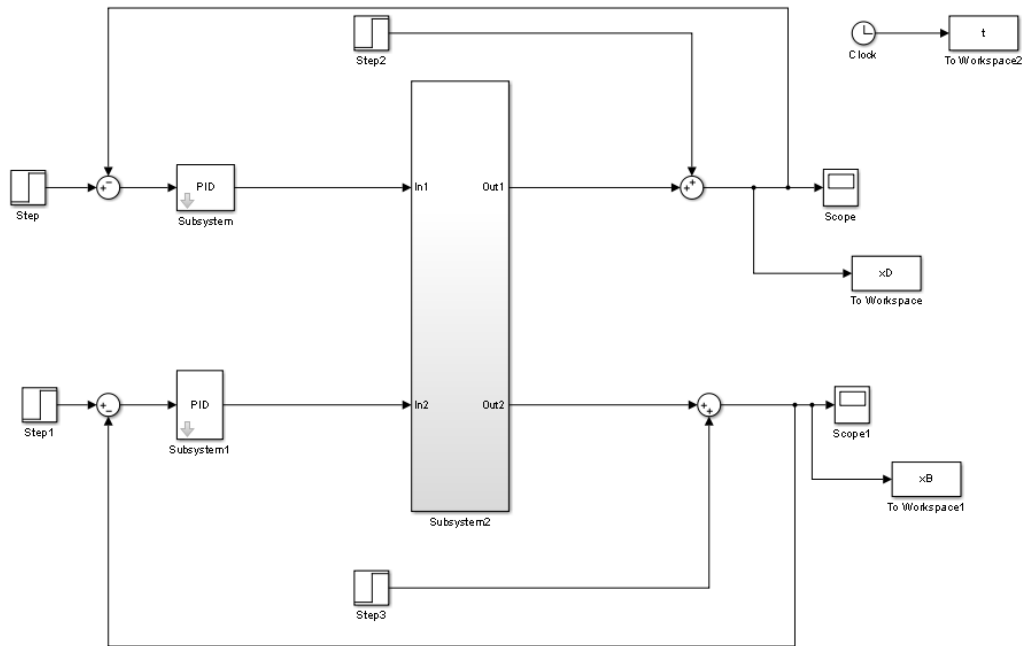 Step2
t
Clock
To Workspace2
Step
PID
Subsystem
In1
Out1
Scope
xD
To Workspace
Step1
PID
Subsystem1
In2
Out2
Scope1
xB
To Workspace1
Subsystem2
Step3